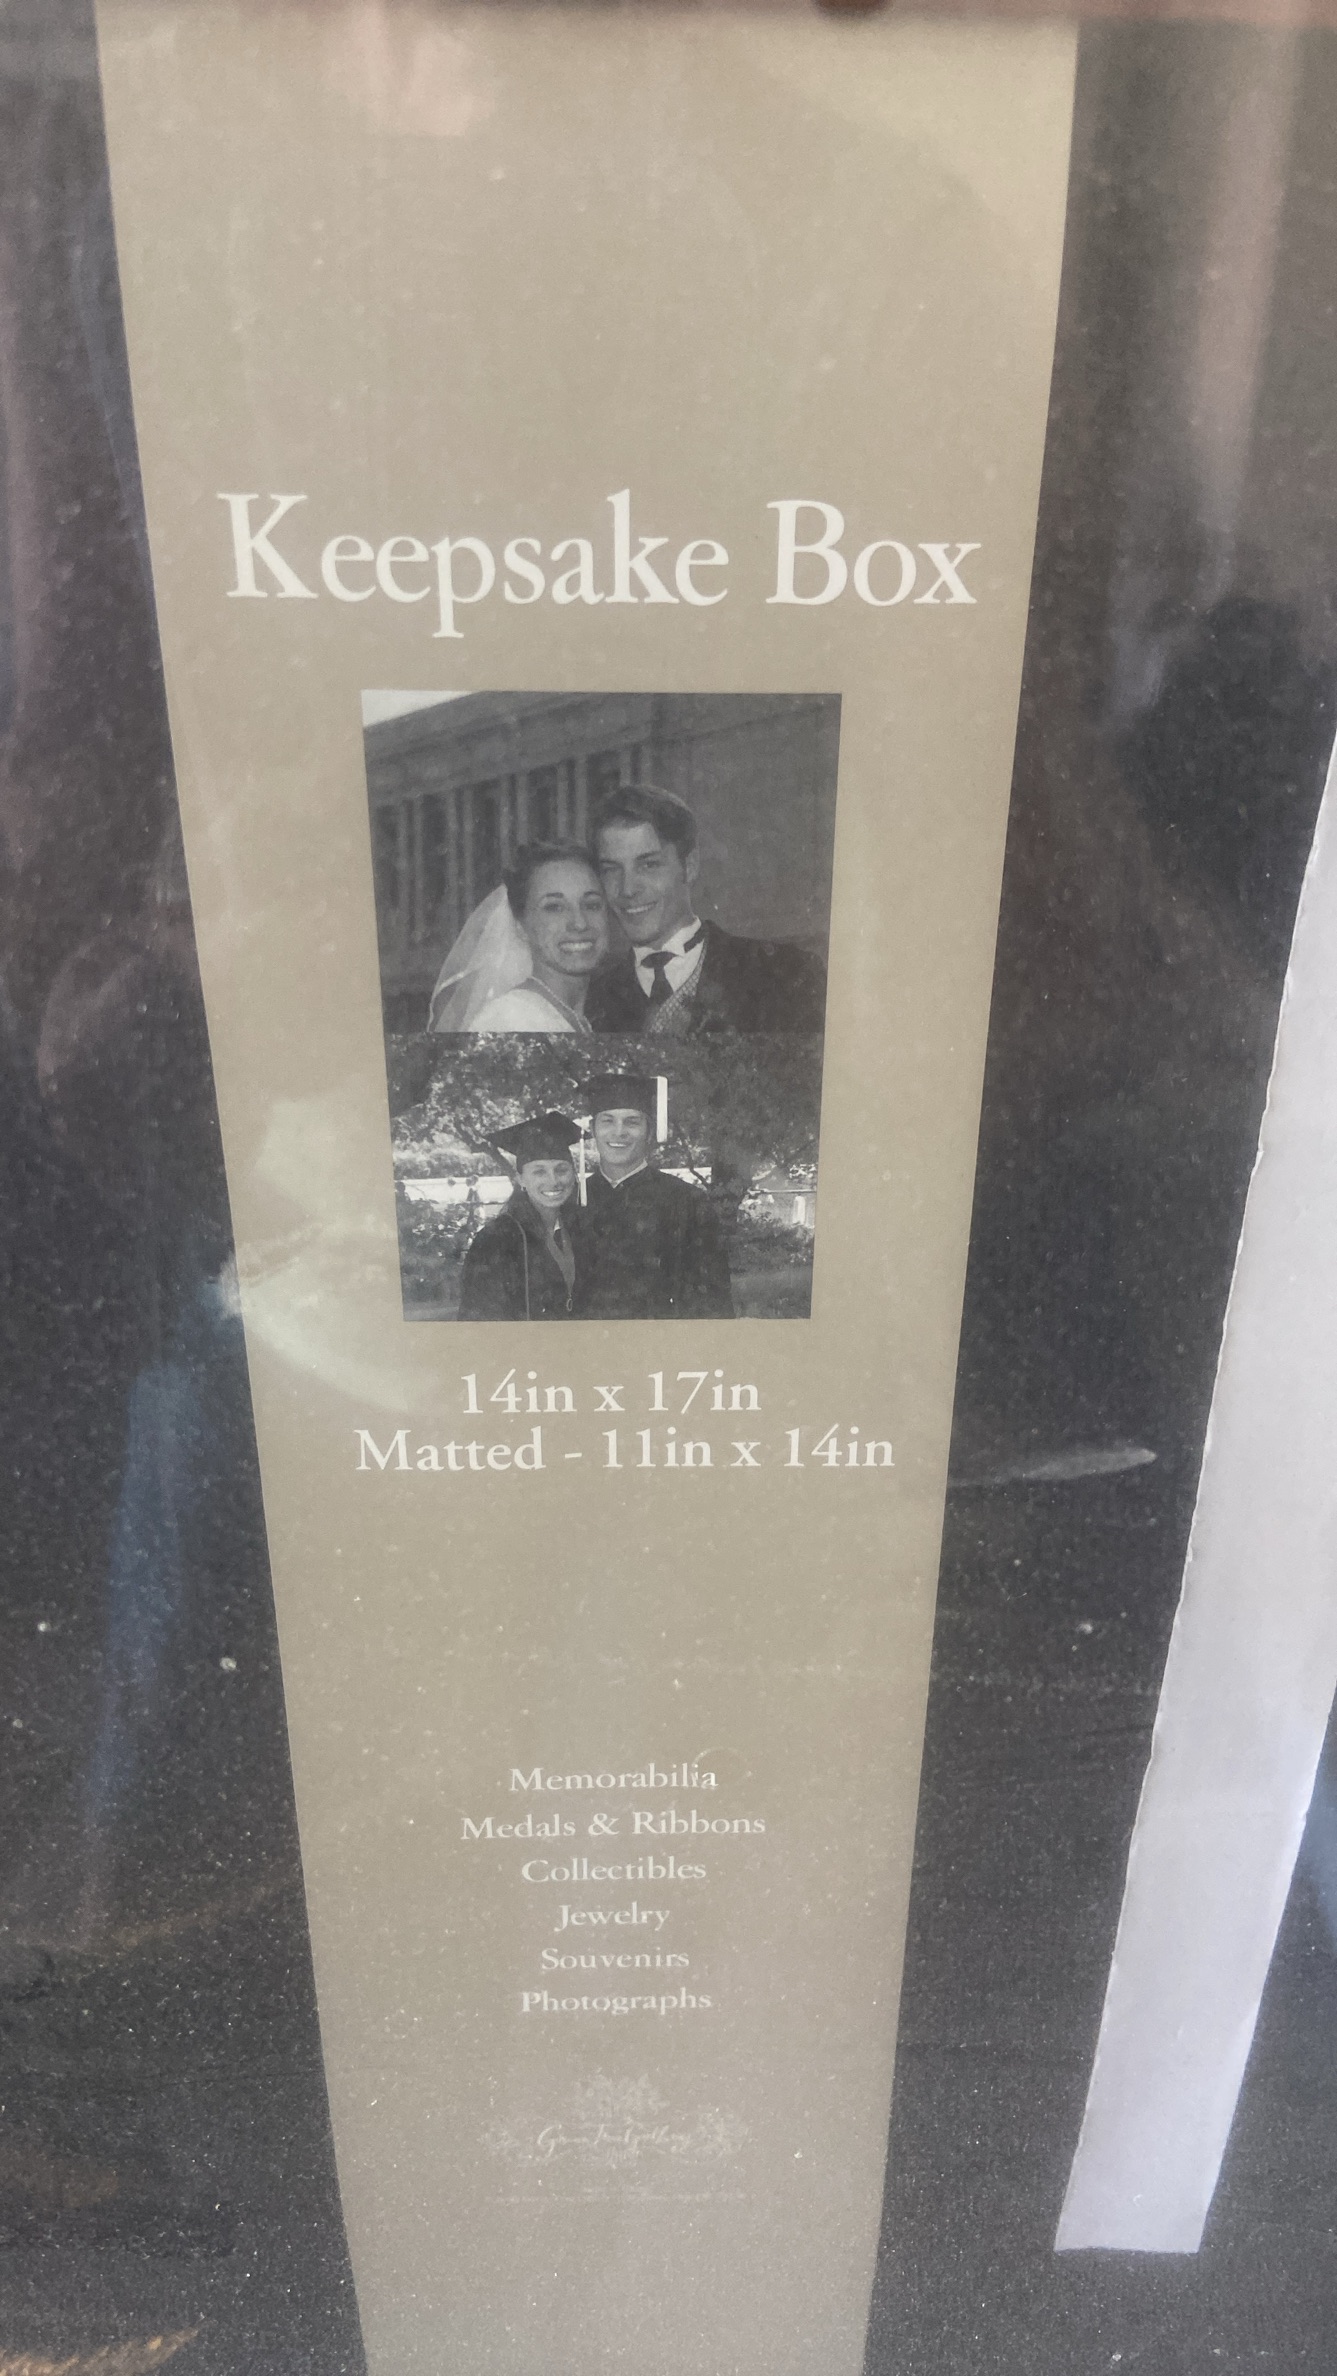 Keepsake Box
14in x 17in
Matted - 11in x 14in
Memorabilia
Medals & Ribbons
Collectibles
Jewelry
Souvenirs
Photographs